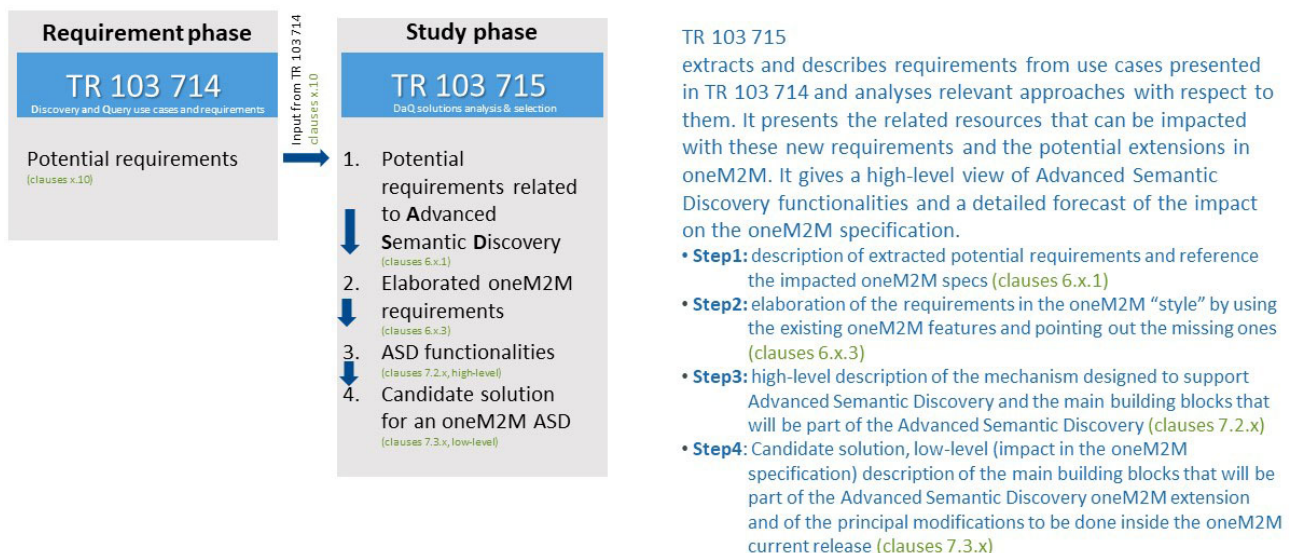 Requirement phase
TR 103 714
Discovery and Query use cases and requirements
Potential requirements
(clauses x.10)
Input from TR 103 714
clauses x.10
Study phase
TR 103 715
DaQ solutions analysis & selection
1. Potential
requirements related
to Advanced
Semantic Discovery
(clauses 6.x.1)
2. Elaborated oneM2M
requirements
(clauses 6.x.3)
3. ASD functionalities
(clauses 7.2.x, high-level)
4. Candidate solution
for an oneM2M ASD
(clauses 7.3.x, low-level)
TR 103 715
extracts and describes requirements from use cases presented
in TR 103 714 and analyses relevant approaches with respect to
them. It presents the related resources that can be impacted
with these new requirements and the potential extensions in
oneM2M. It gives a high-level view of Advanced Semantic
Discovery functionalities and a detailed forecast of the impact
on the oneM2M specification.
• Step1: description of extracted potential requirements and reference
the impacted oneM2M specs (clauses 6.x.1)
• Step2: elaboration of the requirements in the oneM2M “style” by using
the existing oneM2M features and pointing out the missing ones
(clauses 6.x.3)
• Step3: high-level description of the mechanism designed to support
Advanced Semantic Discovery and the main building blocks that
will be part of the Advanced Semantic Discovery (clauses 7.2.x)
• Step4: Candidate solution, low-level (impact in the oneM2M
specification) description of the main building blocks that will be
part of the Advanced Semantic Discovery oneM2M extension
and of the principal modifications to be done inside the oneM2M
current release (clauses 7.3.x)